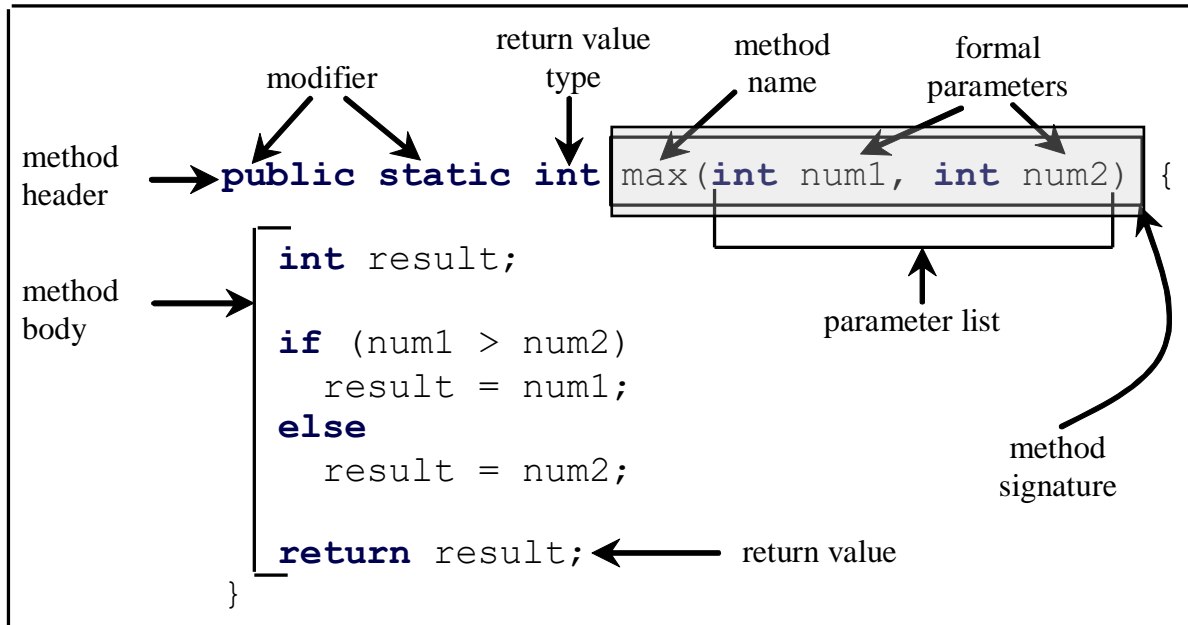 return value
type
method
name
formal
parameters
modifier
method
header
public static int max(int num1, int num2) {
int result;
method
body
parameter list
if (num1 > num2)
result = num1;
else
result = num2;
method
signature
return result;
return value
}